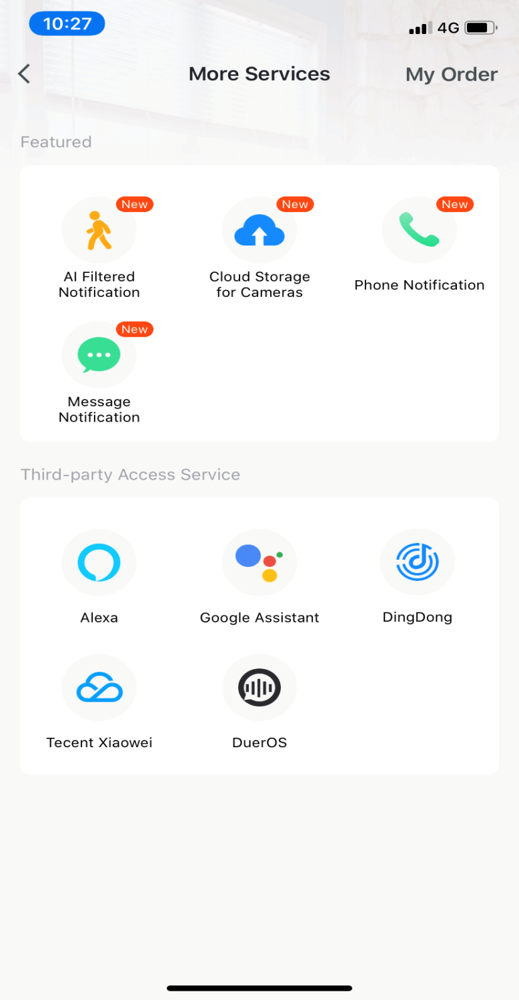 10:27
4G
More Services
My Order
Featured
New
New
New
AI Filtered
Notification
Cloud Storage
for Cameras
Phone Notification
New
Message
Notification
Third-party Access Service
Alexa
Google Assistant
DingDong
Tecent Xiaowei
DuerOS